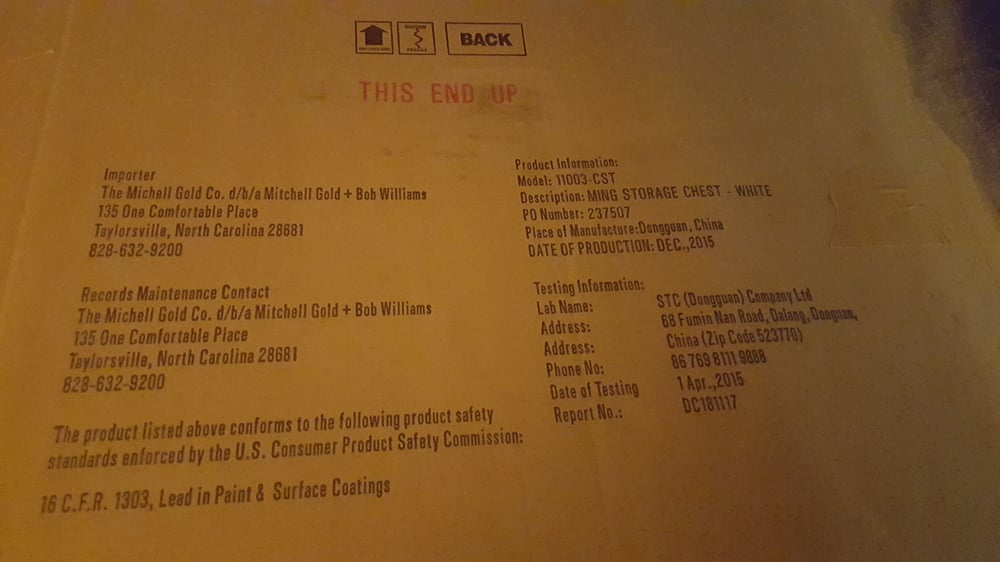 CAUTION
FRAGILE
BACK
THIS END UP
Importer
The Michell Gold Co. d/b/a Mitchell Gold + Bob Williams
135 One Comfortable Place
Taylorsville, North Carolina 28681
828-632-9200
Records Maintenance Contact
The Michell Gold Co. d/b/a Mitchell Gold + Bob Williams
135 One Comfortable Place
Taylorsville, North Carolina 28681
828-632-9200
The product listed above conforms to the following product safety
standards enforced by the U.S. Consumer Product Safety Commission:
16 C.F.R. 1303, Lead in Paint & Surface Coatings
Product Information:
Model: 11003-CST
Description: MING STORAGE CHEST - WHITE
PO Number: 237507
Place of Manufacture:Dongguan, China
DATE OF PRODUCTION: DEC.,2015
Testing Information:
Lab Name: STC (Dongguan) Company Ltd
Address: 68 Fumin Nan Road, Dalang, Donguan,
Address: China (Zip Code 523770)
Phone No: 86 769 8111 9888
Date of Testing 1 Apr.,2015
Report No.: DC181117